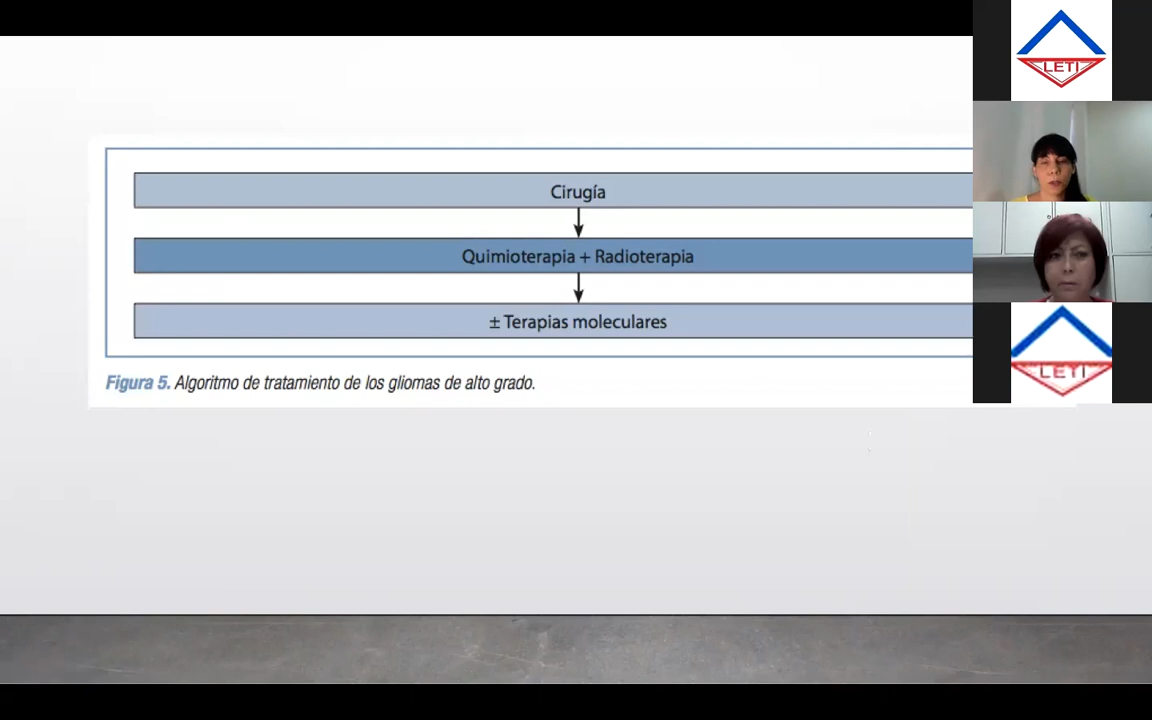 Cirugía
Quimioterapia + Radioterapia
± Terapias moleculares
Figura 5. Algoritmo de tratamiento de los gliomas de alto grado.
LETI
LETI